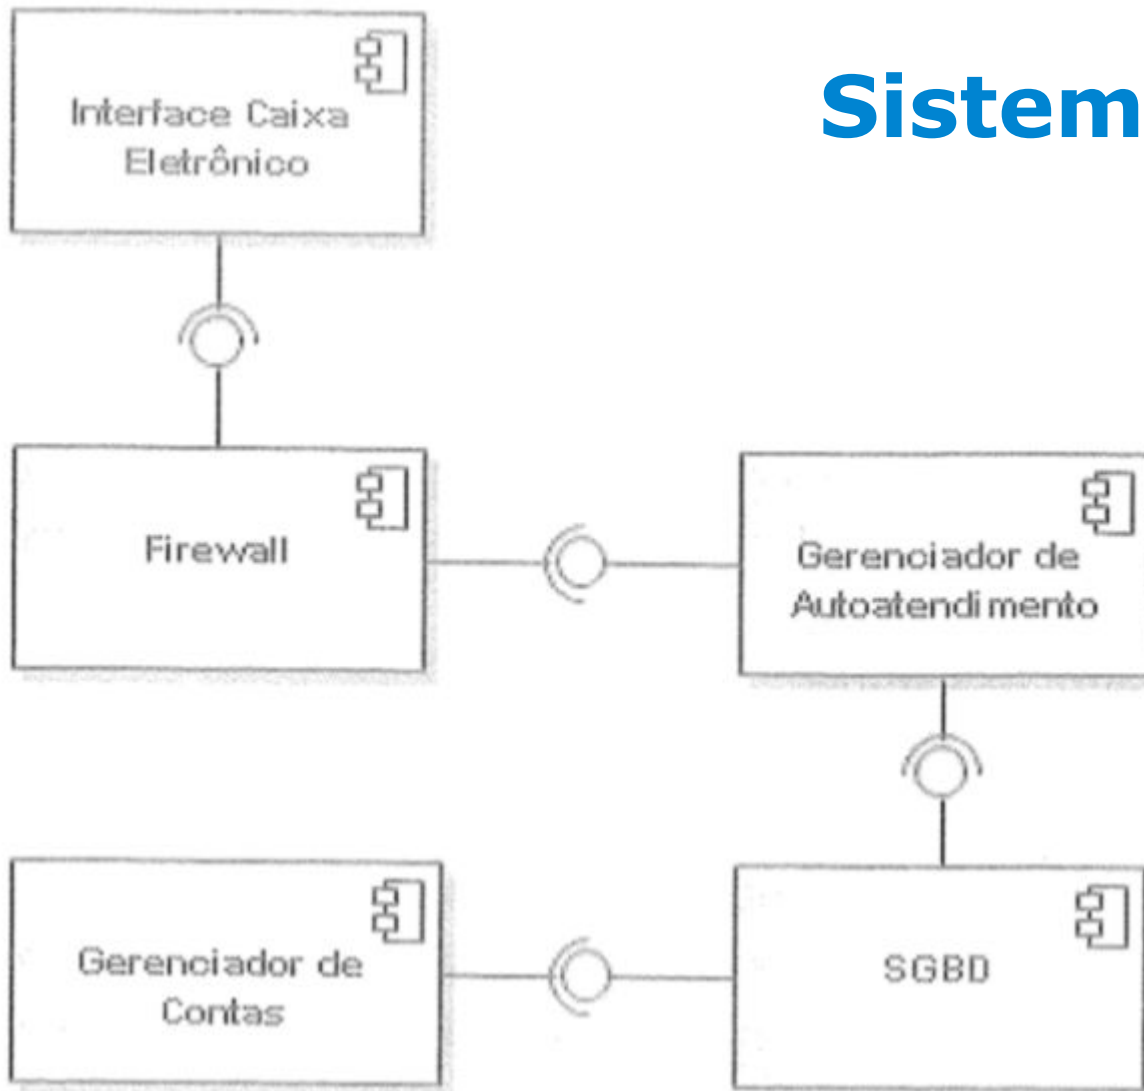 Interface Caixa
Eletrônico
Sistem
Firewall
Gerenciador de
Autoatendimento
Gerenciador de
Contas
SGBD